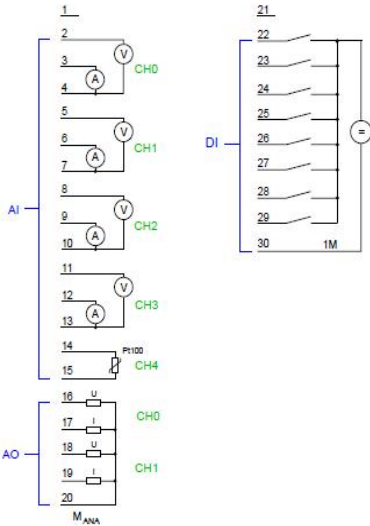 1
2
3
4
V
A
CH0
5
6
7
V
A
CH1
8
9
10
V
A
CH2
11
12
13
V
A
CH3
14
15
Pt100
CH4
AI
16 U
17 I
CH0
18 U
19 I
CH1
20
AO
M ANA
21
22
23
24
25
26
27
28
29
30 1M
DI
=